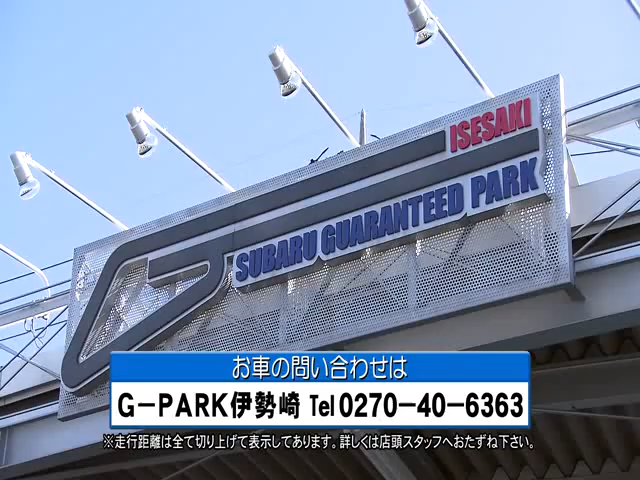 ISESAKI
SUBARU GUARANTEED PARK
お車の問い合わせは
G-PARK伊勢崎 Tel 0270-40-6363
※走行距離は全て切り上げて表示してあります。詳しくは店頭スタッフへおたずね下さい。